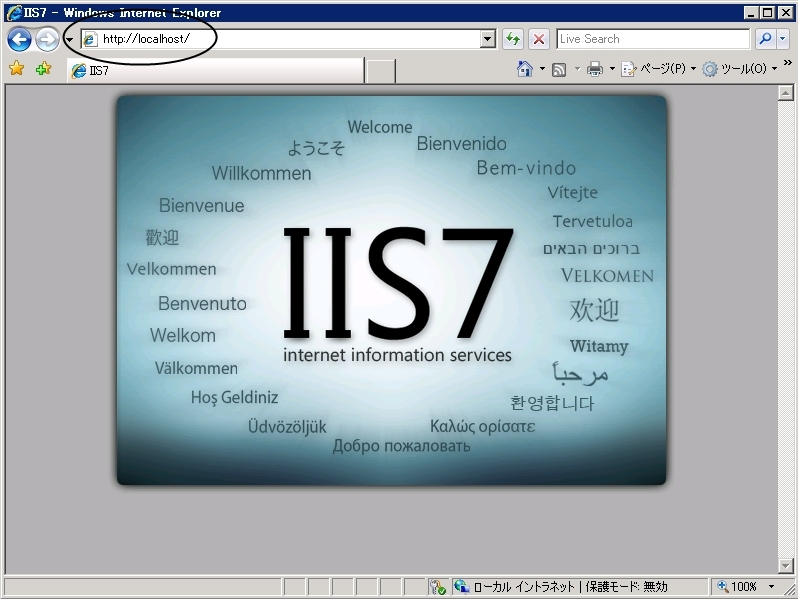 IIS7 - Windows Internet Explorer
http://localhost/
Live Search
IIS7
ページ(P)
ツール(O)
Welcome
Bienvenido
ようこそ
Bem-vindo
Willkommen
Vítejte
Bienvenue
Tervetuloa
歡迎
ברוכים הבאים
Velkommen
VELKOMEN
Benvenuto
欢迎
Welkom
Witamy
Välkommen
مرحباً
Hoş Geldiniz
환영합니다
Üdvözöljük
Καλώς ορίσατε
Добро пожаловать
IIS7
internet information services
ローカル イントラネット | 保護モード: 無効
100%